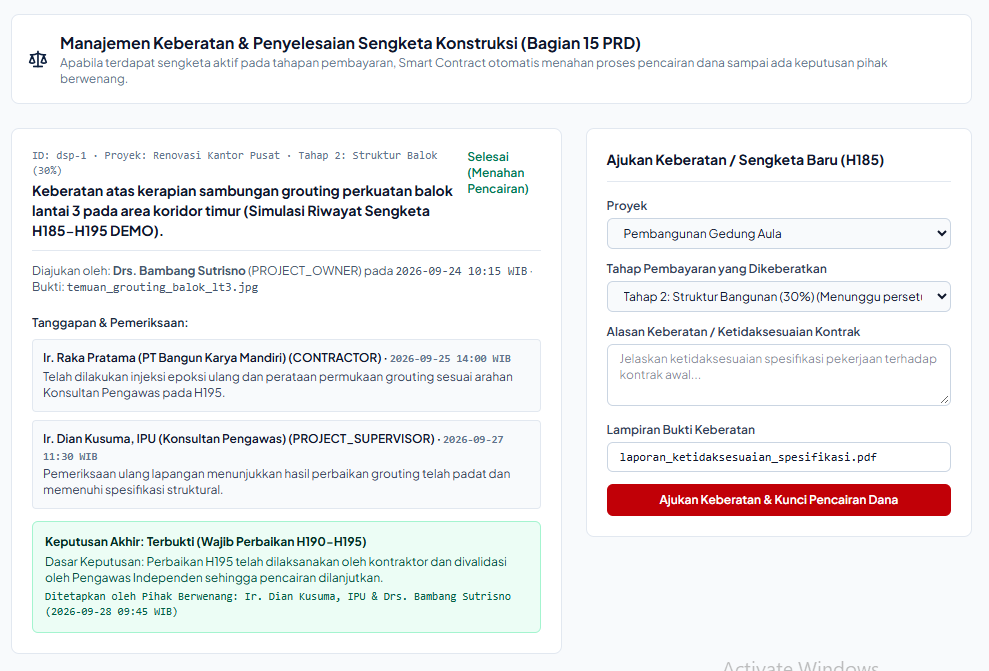 Manajemen Keberatan & Penyelesaian Sengketa Konstruksi (Bagian 15 PRD)
Apabila terdapat sengketa aktif pada tahapan pembayaran, Smart Contract otomatis menahan proses pencairan dana sampai ada keputusan pihak
berwenang.
ID: dsp-1 · Proyek: Renovasi Kantor Pusat · Tahap 2: Struktur Balok
(30%)
Selesai
(Menahan
Pencairan)
Keberatan atas kerapian sambungan grouting perkuatan balok
lantai 3 pada area koridor timur (Simulasi Riwayat Sengketa
H185–H195 DEMO).
Diajukan oleh: Drs. Bambang Sutrisno (PROJECT_OWNER) pada 2026-09-24 10:15 WIB ·
Bukti: temuan_grouting_balok_lt3.jpg
Tanggapan & Pemeriksaan:
Ir. Raka Pratama (PT Bangun Karya Mandiri) (CONTRACTOR) · 2026-09-25 14:00 WIB
Telah dilakukan injeksi epoksi ulang dan perataan permukaan grouting sesuai arahan
Konsultan Pengawas pada H195.
Ir. Dian Kusuma, IPU (Konsultan Pengawas) (PROJECT_SUPERVISOR) · 2026-09-27
11:30 WIB
Pemeriksaan ulang lapangan menunjukkan hasil perbaikan grouting telah padat dan
memenuhi spesifikasi struktural.
Keputusan Akhir: Terbukti (Wajib Perbaikan H190–H195)
Dasar Keputusan: Perbaikan H195 telah dilaksanakan oleh kontraktor dan divalidasi
oleh Pengawas Independen sehingga pencairan dilanjutkan.
Ditetapkan oleh Pihak Berwenang: Ir. Dian Kusuma, IPU & Drs. Bambang Sutrisno
(2026-09-28 09:45 WIB)
Ajukan Keberatan / Sengketa Baru (H185)
Proyek
Pembangunan Gedung Aula
Tahap Pembayaran yang Dikeberatkan
Tahap 2: Struktur Bangunan (30%) (Menunggu persetu
Alasan Keberatan / Ketidaksesuaian Kontrak
Jelaskan ketidaksesuaian spesifikasi pekerjaan terhadap
kontrak awal...
Lampiran Bukti Keberatan
laporan_ketidaksesuaian_spesifikasi.pdf
Ajukan Keberatan & Kunci Pencairan Dana
Activate Windows